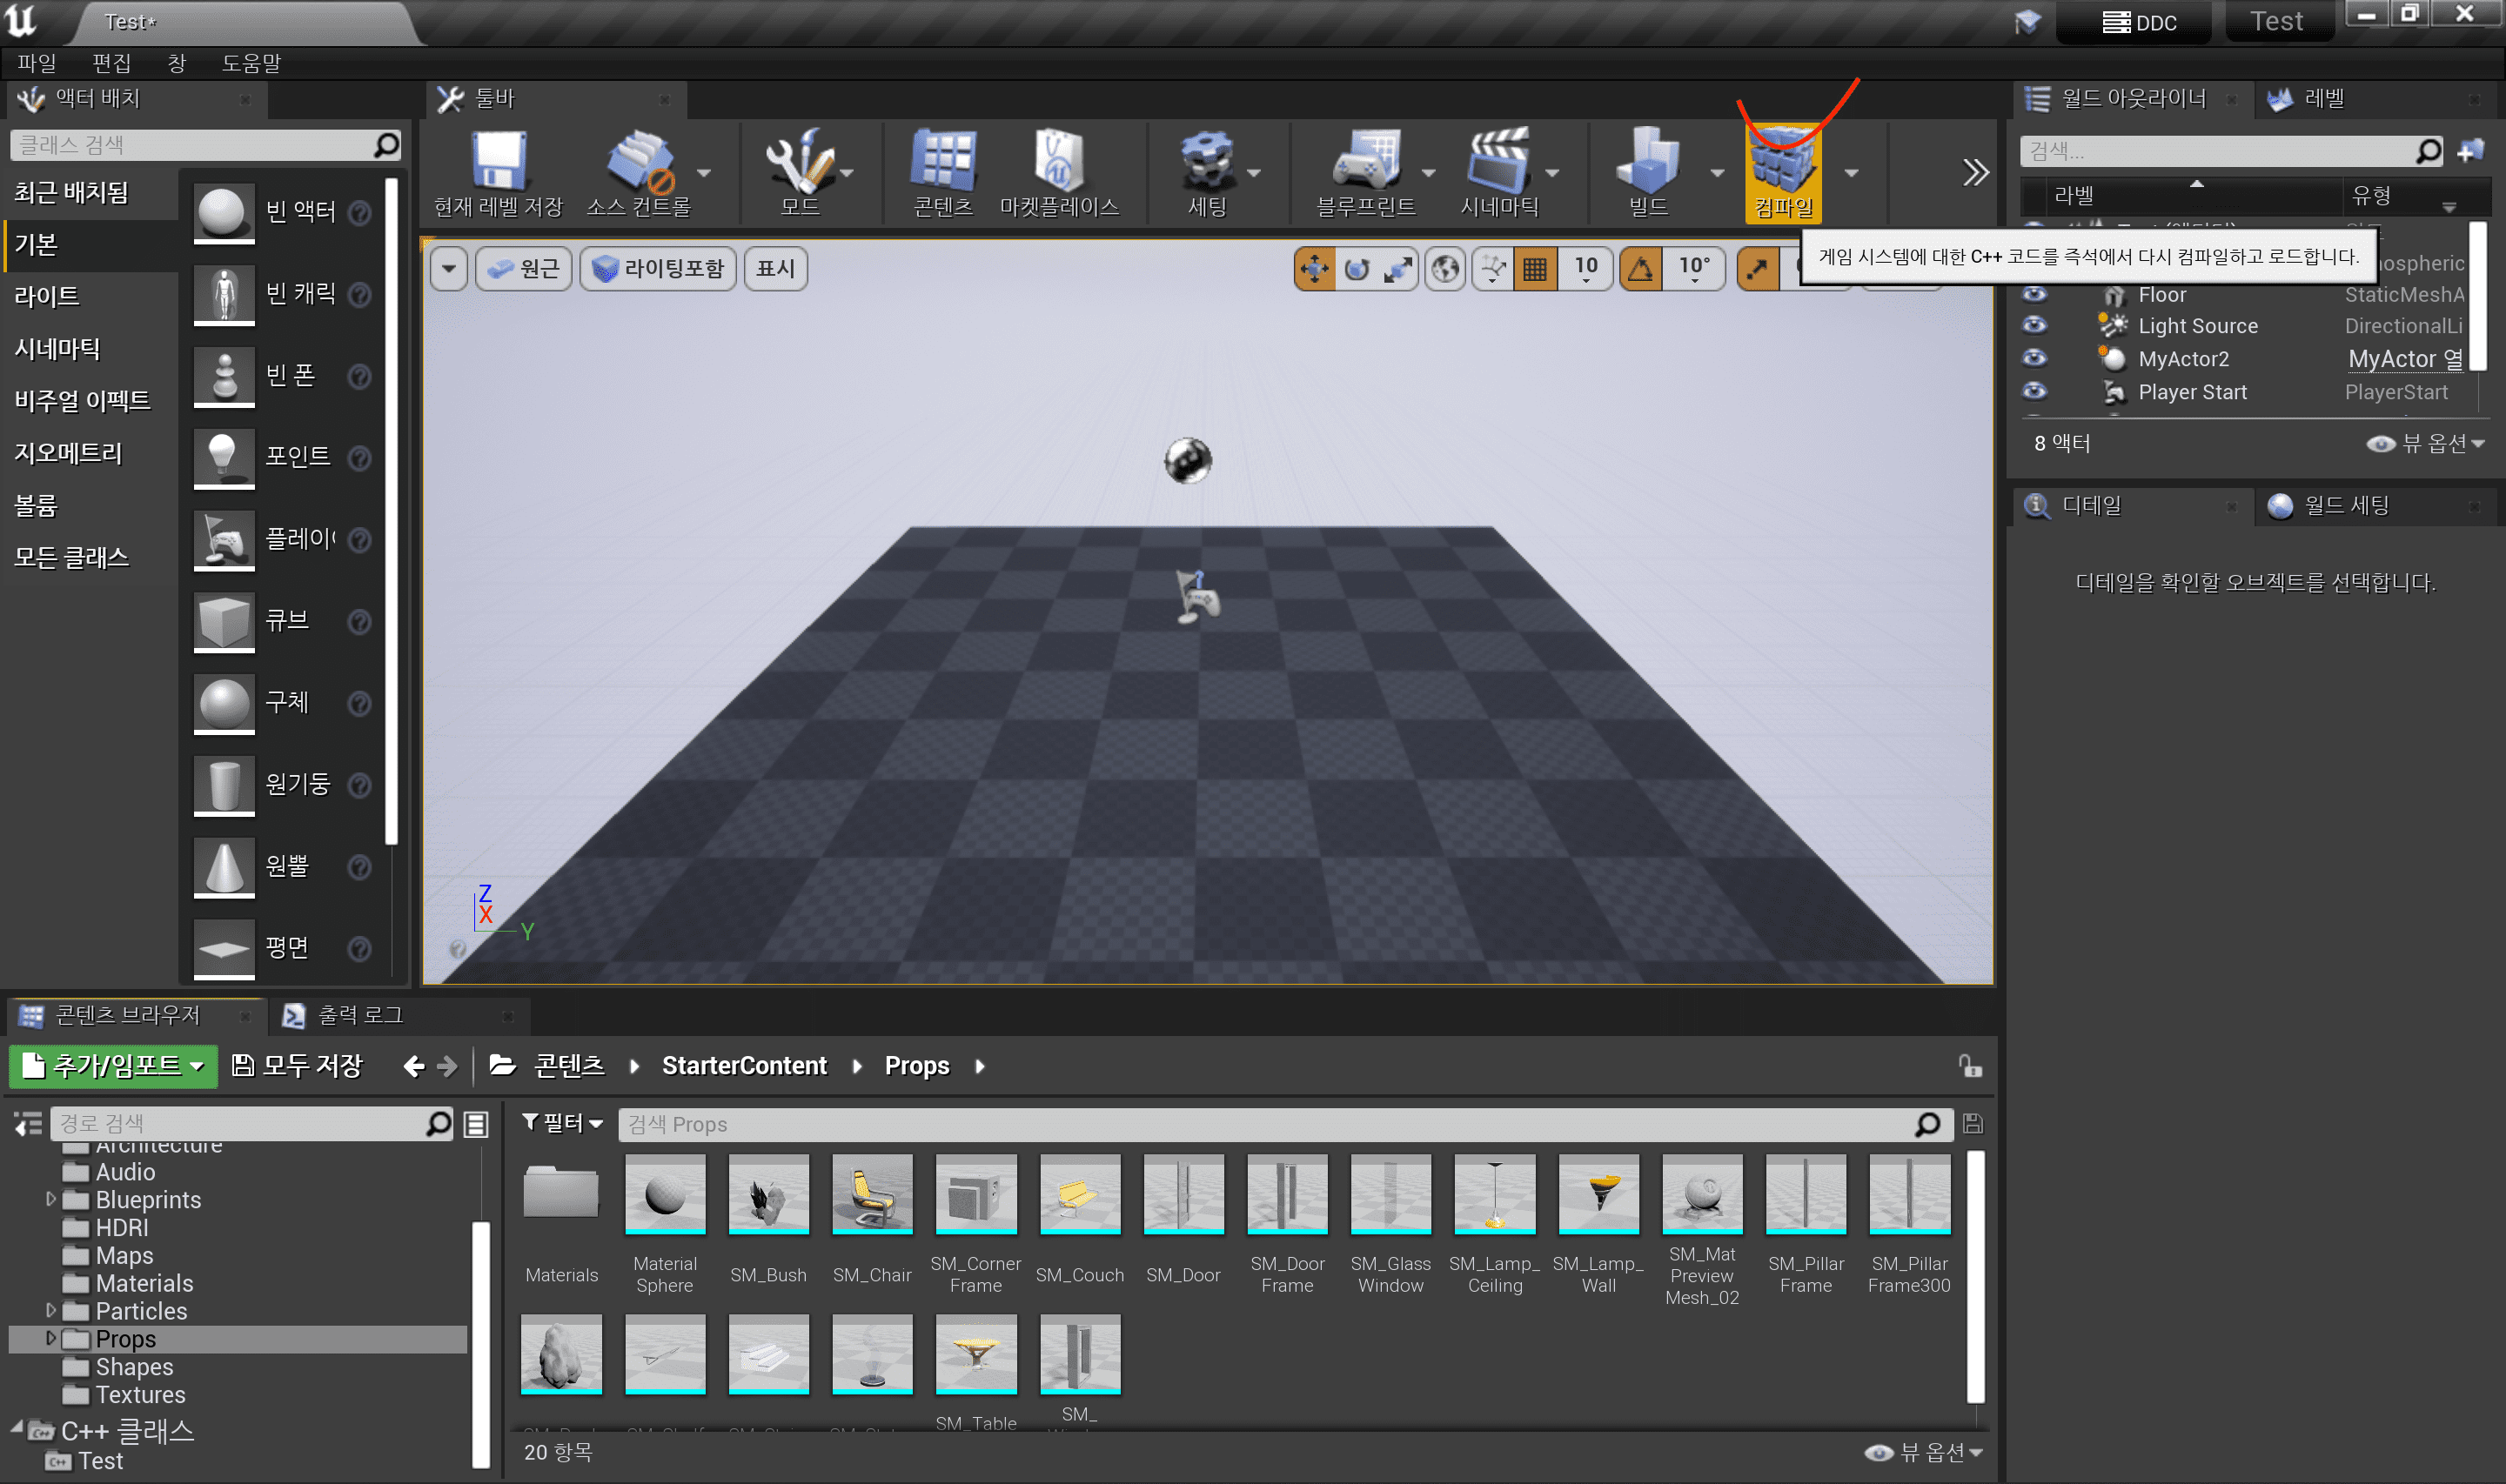 Test*
DDC
Test
파일 편집 창 도움말
액터 배치
툴바
월드 아웃라이너
레벨
클래스 검색
최근 배치됨
기본
라이트
시네마틱
비주얼 이펙트
지오메트리
볼륨
모든 클래스
빈 액터
빈 캐릭
빈 폰
포인트
플레이
큐브
구체
원기둥
원뿔
평면
현재 레벨 저장
소스 컨트롤
모드
콘텐츠
마켓플레이스
세팅
블루프린트
시네마틱
빌드
컴파일
게임 시스템에 대한 C++ 코드를 즉석에서 다시 컴파일하고 로드합니다.
원근
라이팅포함
표시
10
10°
Z
X
Y
검색...
라벨 유형
Floor StaticMeshA
Light Source DirectionalLi
MyActor2 MyActor 열
Player Start PlayerStart
8 액터
뷰 옵션
디테일
월드 세팅
디테일을 확인할 오브젝트를 선택합니다.
콘텐츠 브라우저
출력 로그
추가/임포트
모두 저장
콘텐츠
StarterContent
Props
경로 검색
Architecture
Audio
Blueprints
HDRI
Maps
Materials
Particles
Props
Shapes
Textures
C++ 클래스
Test
필터
검색 Props
Materials
Material
Sphere
SM_Bush
SM_Chair
SM_Corner
Frame
SM_Couch
SM_Door
SM_Door
Frame
SM_Glass
Window
SM_Lamp_
Ceiling
SM_Lamp_
Wall
SM_Mat
Preview
Mesh_02
SM_Pillar
Frame
SM_Pillar
Frame300
SM_Table
SM_
20 항목
뷰 옵션